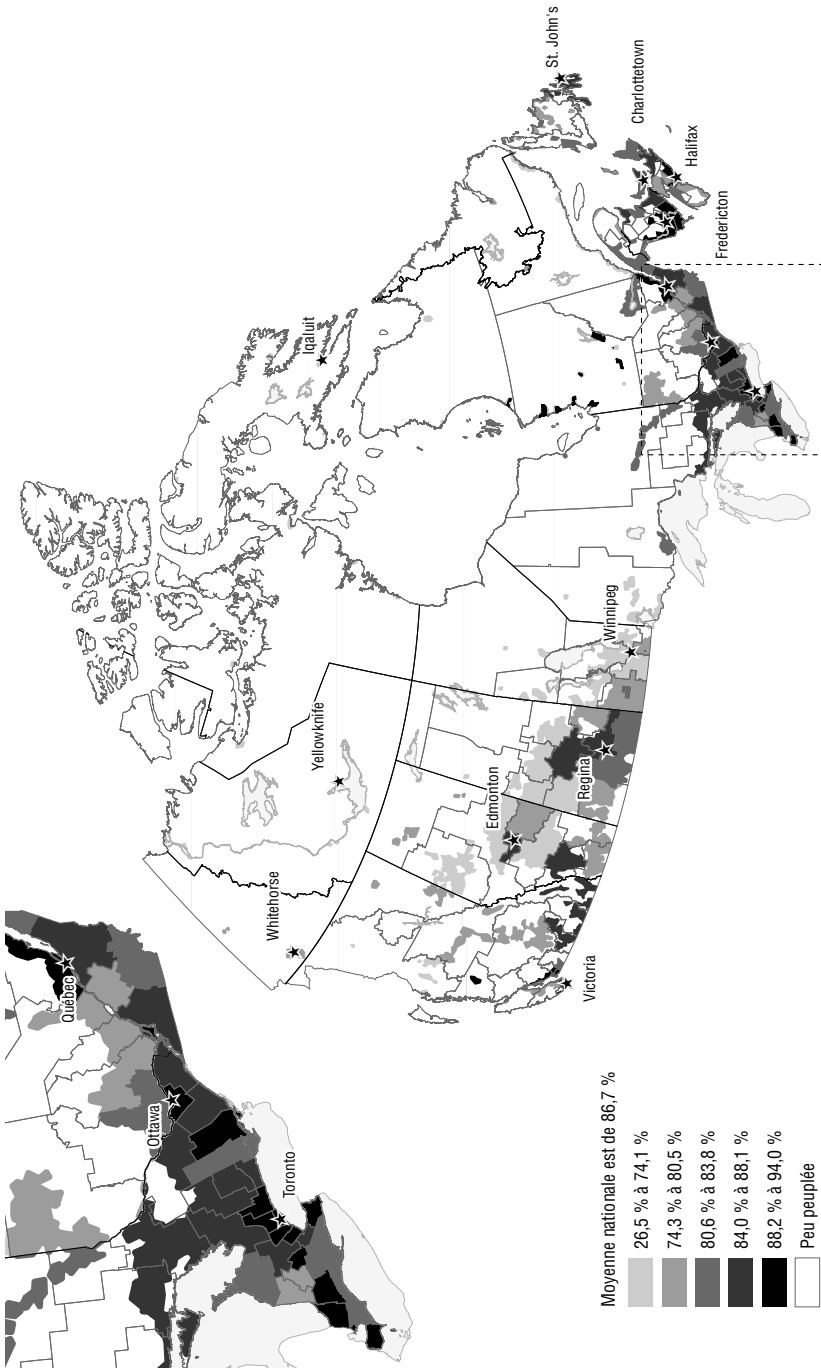 St. John's
Charlottetown
Halifax
Fredericton
Iqaluit
Winnipeg
Yellowknife
Regina
Edmonton
Whitehorse
Victoria
Québec
Ottawa
Toronto
Moyenne nationale est de 86,7 %
26,5 % à 74,1 %
74,3 % à 80,5 %
80,6 % à 83,8 %
84,0 % à 88,1 %
88,2 % à 94,0 %
Peu peuplée